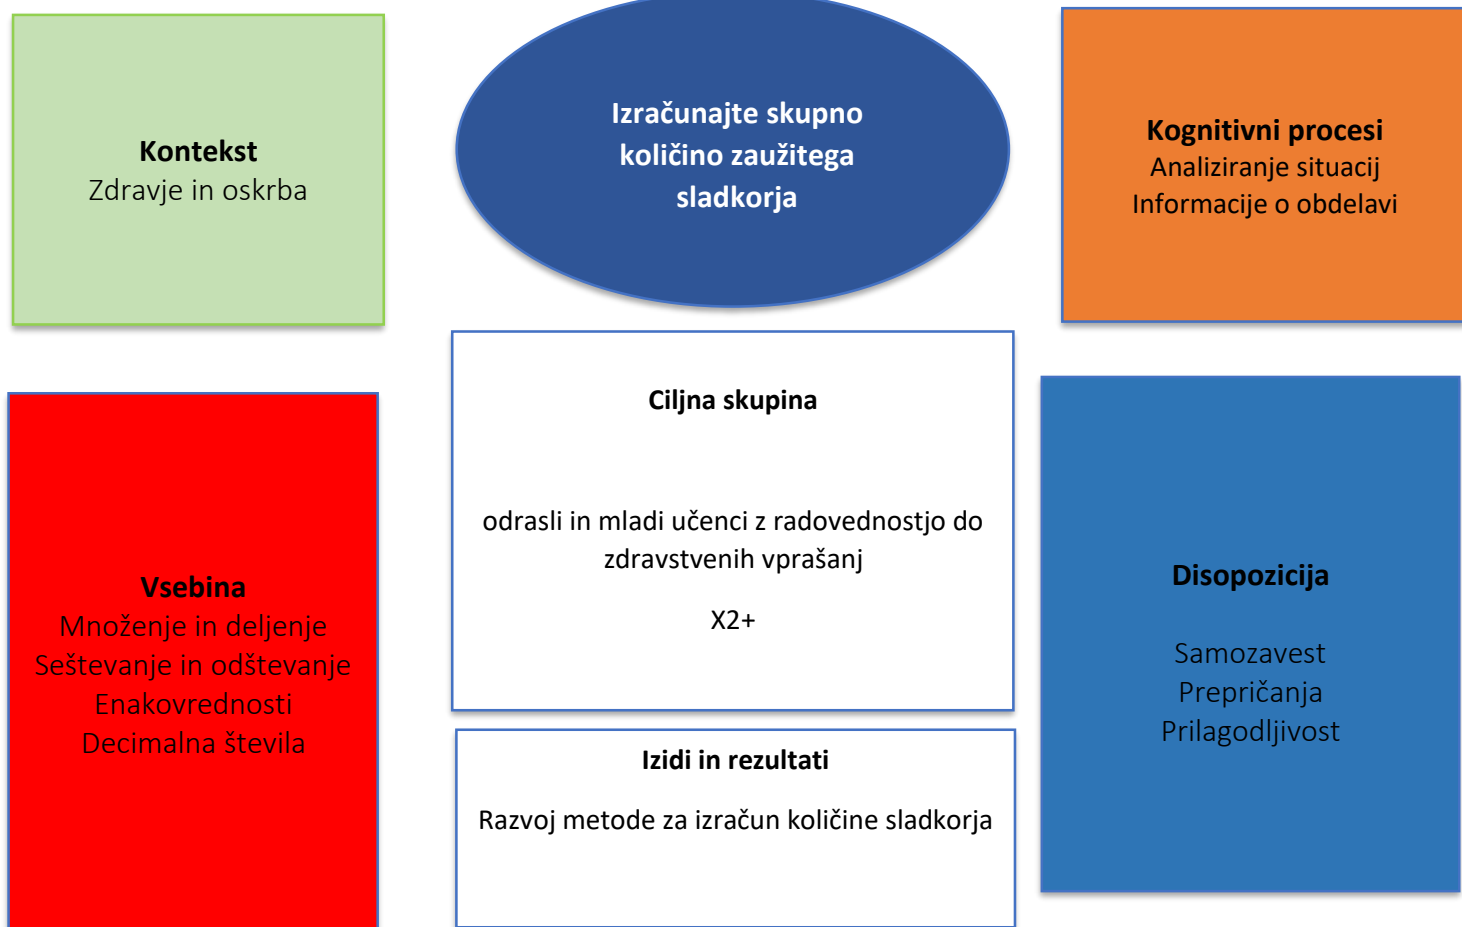 Kontekst
Zdravje in oskrba
Izračunajte skupno
količino zaužitega
sladkorja
Kognitivni procesi
Analiziranje situacij
Informacije o obdelavi
Vsebina
Množenje in deljenje
Seštevanje in odštevanje
Enakovrednosti
Decimalna števila
Ciljna skupina
odrasli in mladi učenci z radovednostjo do
zdravstvenih vprašanj
X2+
Disopozicija
Samozavest
Prepričanja
Prilagodljivost
Izidi in rezultati
Razvoj metode za izračun količine sladkorja